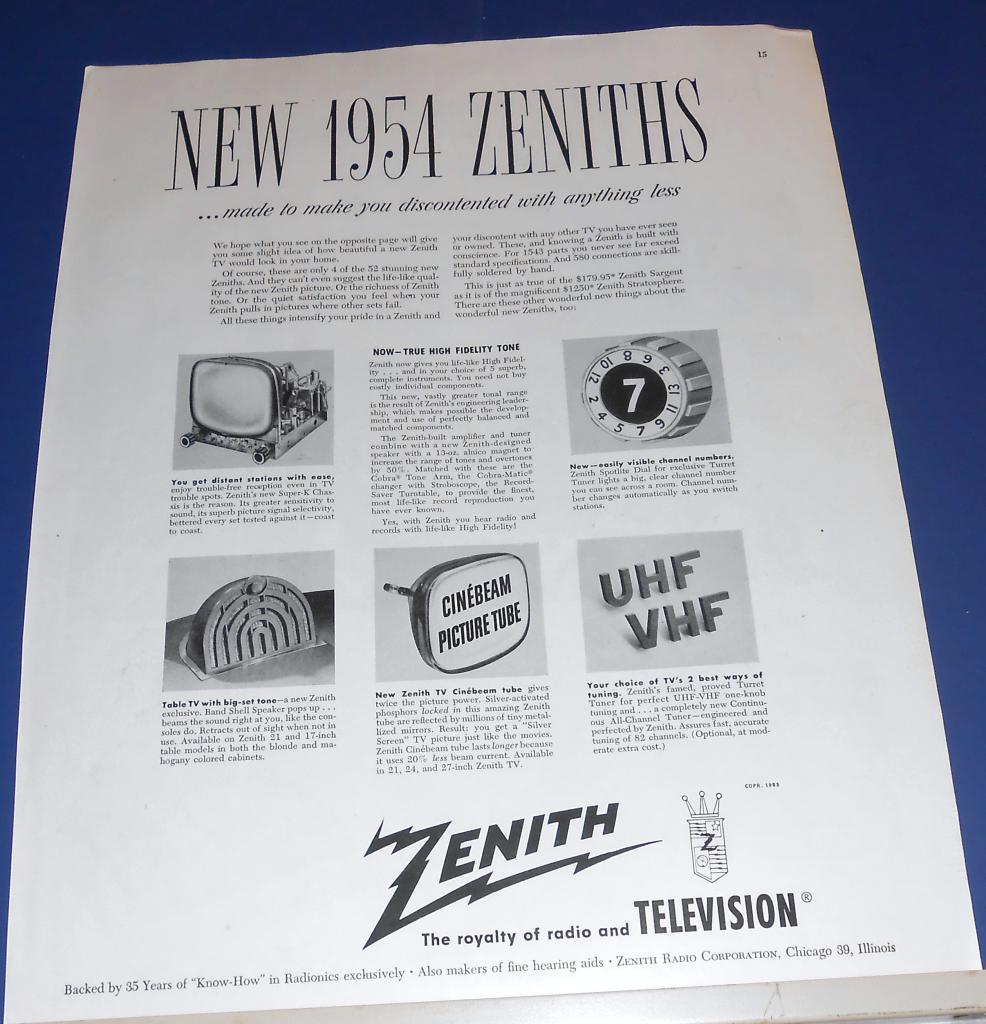 15
NEW 1954 ZENITHS
...made to make you discontented with anything less
We hope what you see on the opposite page will give
you some slight idea of how beautiful a new Zenith
TV would look in your home.
Of course, these are only 4 of the 52 stunning new
Zeniths. And they can't even suggest the life-like qual-
ity of the new Zenith picture. Or the richness of Zenith
tone. Or the quiet satisfaction you feel when your
Zenith pulls in pictures where other sets fail.
All these things intensify your pride in a Zenith and
your discontent with any other TV you have ever seen
or owned. These, and knowing a Zenith is built with
conscience. For 1543 parts you never see far exceed
standard specifications. And 580 connections are skill-
fully soldered by hand.
This is just as true of the $179.95* Zenith Sargent
as it is of the magnificent $1250* Zenith Stratosphere.
There are these other wonderful new things about the
wonderful new Zeniths, too:
You get distant stations with ease,
enjoy trouble-free reception even in TV
trouble spots. Zenith's new Super-K Chas-
sis is the reason. Its greater sensitivity to
sound, its superb picture signal selectivity,
bettered every set tested against it—coast
to coast.
NOW—TRUE HIGH FIDELITY TONE
Zenith now gives you life-like High Fidel-
ity . . . and in your choice of 5 superb,
complete instruments. You need not buy
costly individual components.
This new, vastly greater tonal range
is the result of Zenith's engineering leader-
ship, which makes possible the develop-
ment and use of perfectly balanced and
matched components.
The Zenith-built amplifier and tuner
combine with a new Zenith-designed
speaker with a 13-oz. alnico magnet to
increase the range of tones and overtones
by 50%. Matched with these are the
Cobra® Tone Arm, the Cobra-Matic®
changer with Stroboscope, the Record-
Saver Turntable, to provide the finest,
most life-like record reproduction you
have ever known.
Yes, with Zenith you hear radio and
records with life-like High Fidelity!
7
2 4 5 6 7 9 11 13 3 6 8 10 12
New—easily visible channel numbers.
Zenith Spotlite Dial for exclusive Turret
Tuner lights a big, clear channel number
you can see across a room. Channel num-
ber changes automatically as you switch
stations.
Table TV with big-set tone—a new Zenith
exclusive. Band Shell Speaker pops up . . .
beams the sound right at you, like the con-
soles do. Retracts out of sight when not in
use. Available on Zenith 21 and 17-inch
table models in both the blonde and ma-
hogany colored cabinets.
CINÉBEAM
PICTURE TUBE
New Zenith TV Cinébeam tube gives
twice the picture power. Silver-activated
phosphors locked in this amazing Zenith
tube are reflected by millions of tiny metal-
lized mirrors. Result: you get a "Silver
Screen" TV picture just like the movies.
Zenith Cinébeam tube lasts longer because
it uses 20% less beam current. Available
in 21, 24, and 27-inch Zenith TV.
UHF
VHF
Your choice of TV's 2 best ways of
tuning. Zenith's famed, proved Turret
Tuner for perfect UHF-VHF one-knob
tuning and . . . a completely new Continu-
ous All-Channel Tuner—engineered and
perfected by Zenith. Assures fast, accurate
tuning of 82 channels. (Optional, at mod-
erate extra cost.)
COPR. 1953
ZENITH
Z
The royalty of radio and TELEVISION®
Backed by 35 Years of "Know-How" in Radionics exclusively • Also makers of fine hearing aids • ZENITH RADIO CORPORATION, Chicago 39, Illinois